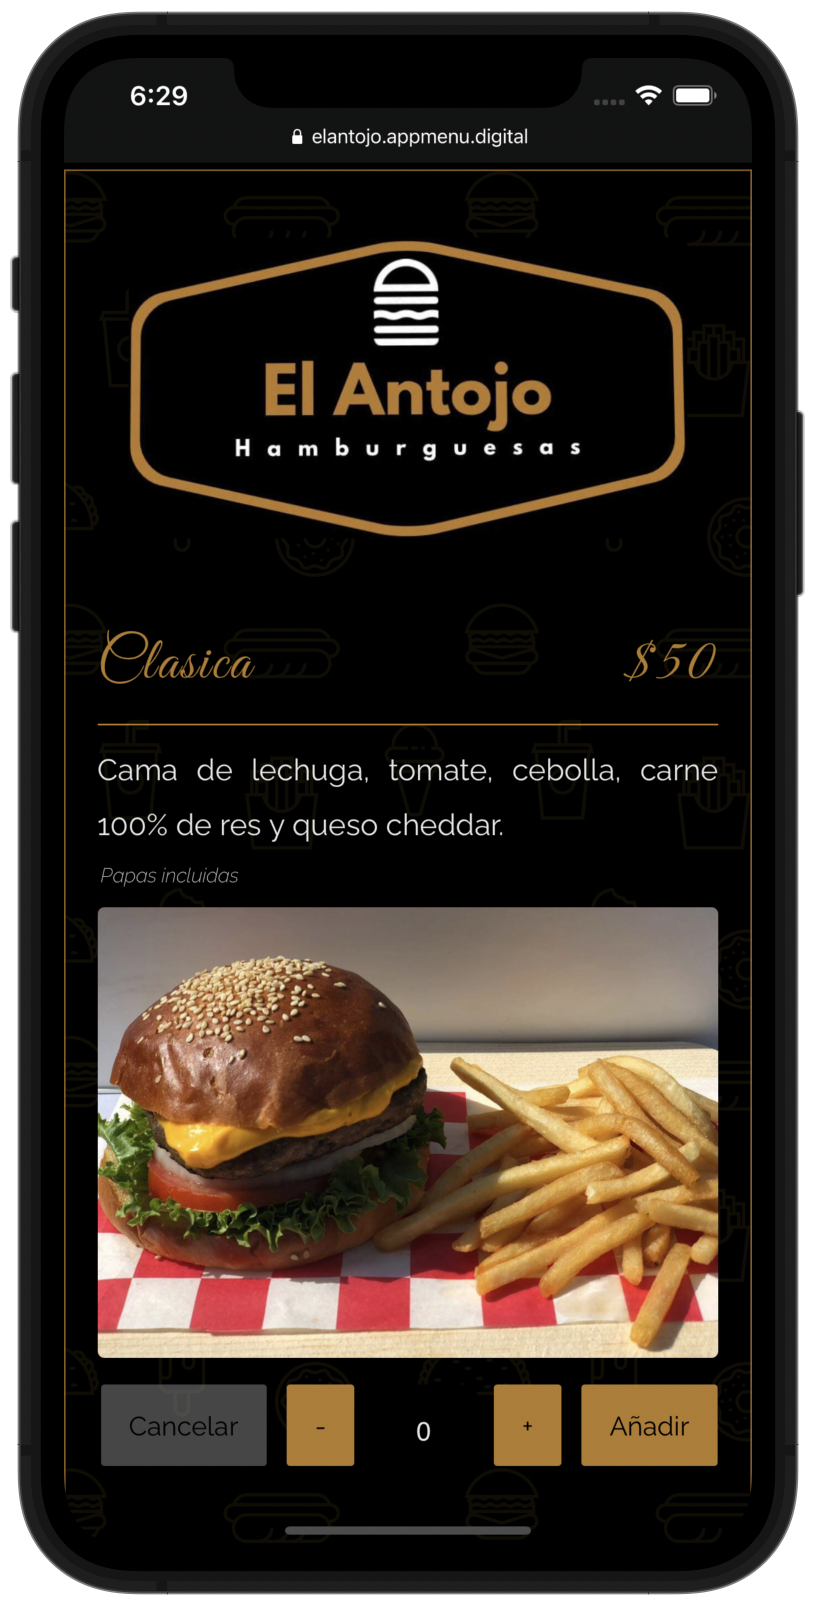 6:29
elantojo.appmenu.digital
El Antojo
Hamburguesas
Clasica $50
Cama de lechuga, tomate, cebolla, carne
100% de res y queso cheddar.
Papas incluidas
Cancelar - 0 + Añadir